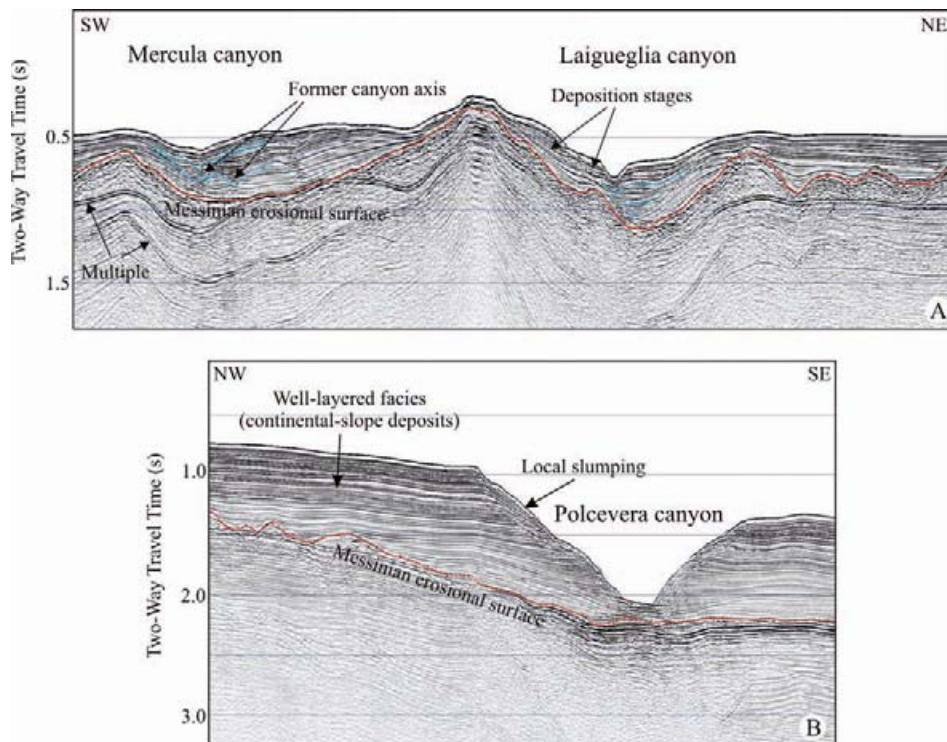 SW
NE
Mercula canyon
Laigueglia canyon
Former canyon axis
Deposition stages
0.5
Messinian erosional surface
Multiple
1.5
Two-Way Travel Time (s)
A
NW
SE
Well-layered facies
(continental-slope deposits)
1.0
Local slumping
Polcevera canyon
Messinian erosional surface
2.0
3.0
Two-Way Travel Time (s)
B